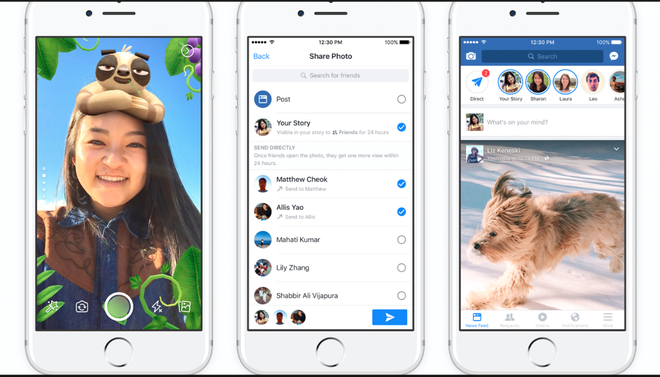 12:30 PM
100%
Back
Share Photo
Search for friends
Post
Your Story
Visible in your story to Friends for 24 hours
SEND DIRECTLY
Once friends open the photo, they get one more view within
24 hours.
Matthew Cheok
Send to Matthew
Allis Yao
Send to Allis
Mahati Kumar
Lily Zhang
Shabbir Ali Vijapura
12:30 PM
100%
Search
2
Direct
Your Story
Sharon
Laura
Leo
What's on your mind?
Liz Keneski
News Feed
Requests
Videos
Notifications
More